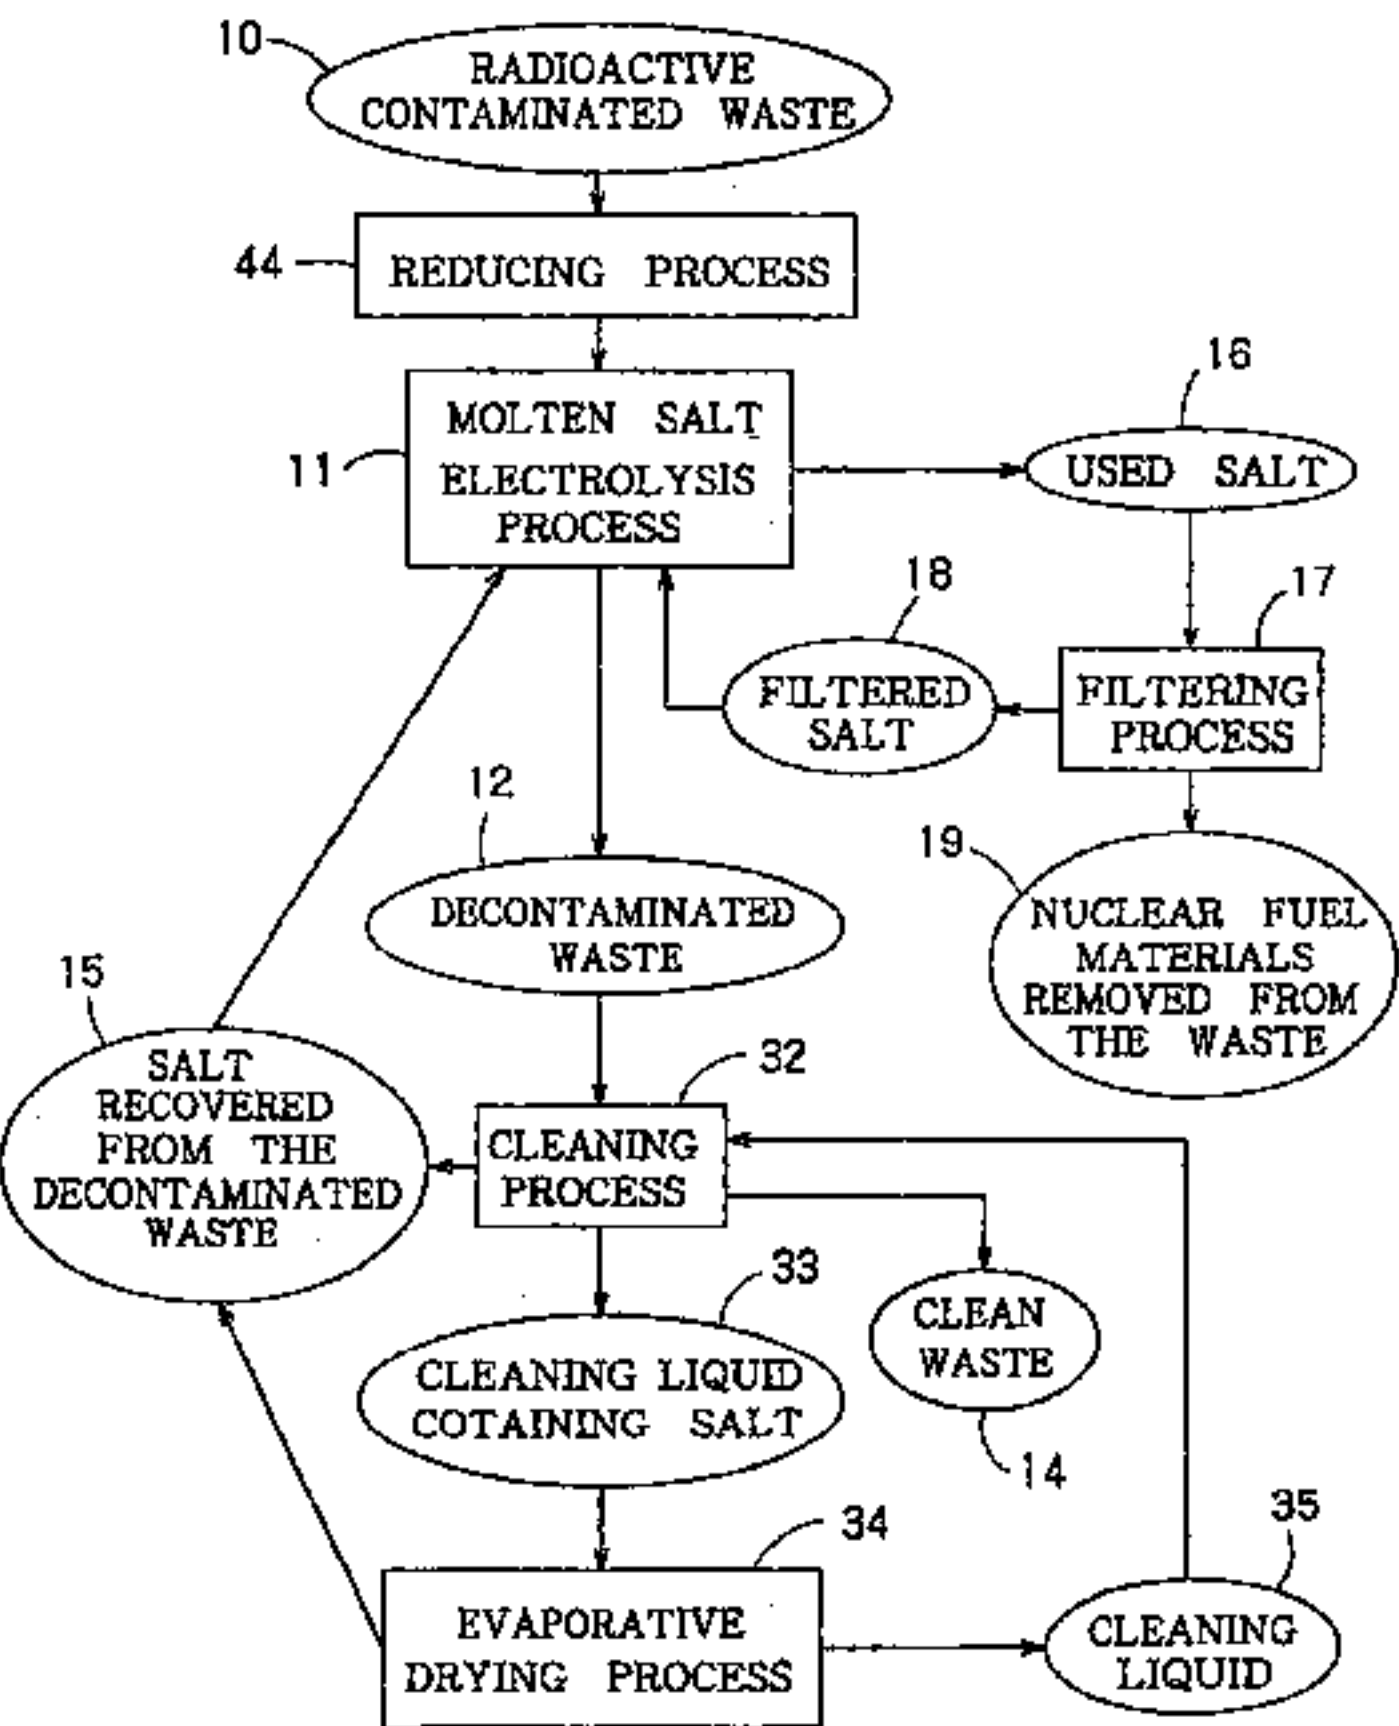 10
RADIOACTIVE
CONTAMINATED WASTE
44
REDUCING PROCESS
11
MOLTEN SALT
ELECTROLYSIS
PROCESS
16
USED SALT
18
FILTERED
SALT
17
FILTERING
PROCESS
12
DECONTAMINATED
WASTE
19
NUCLEAR FUEL
MATERIALS
REMOVED FROM
THE WASTE
15
SALT
RECOVERED
FROM THE
DECONTAMINATED
WASTE
32
CLEANING
PROCESS
33
CLEANING LIQUID
COTAINING SALT
CLEAN
WASTE
14
34
EVAPORATIVE
DRYING PROCESS
35
CLEANING
LIQUID